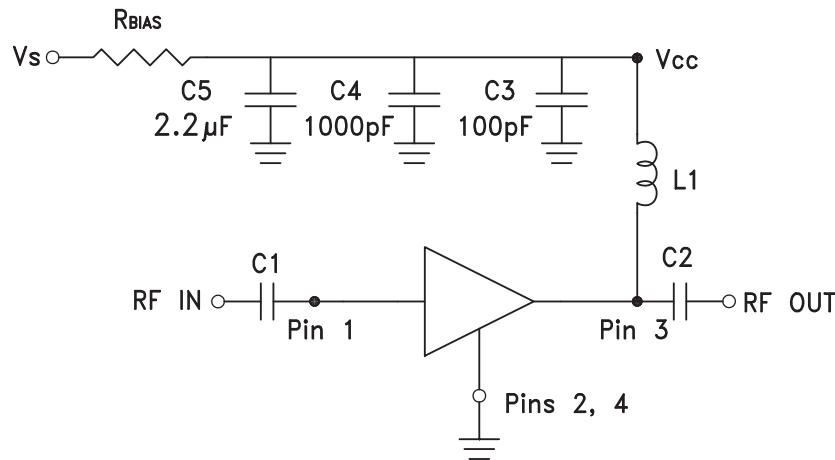 RBIAS
Vs
Vcc
C5
2.2µF
C4
1000pF
C3
100pF
L1
C1
C2
RF IN
RF OUT
Pin 1
Pin 3
Pins 2, 4